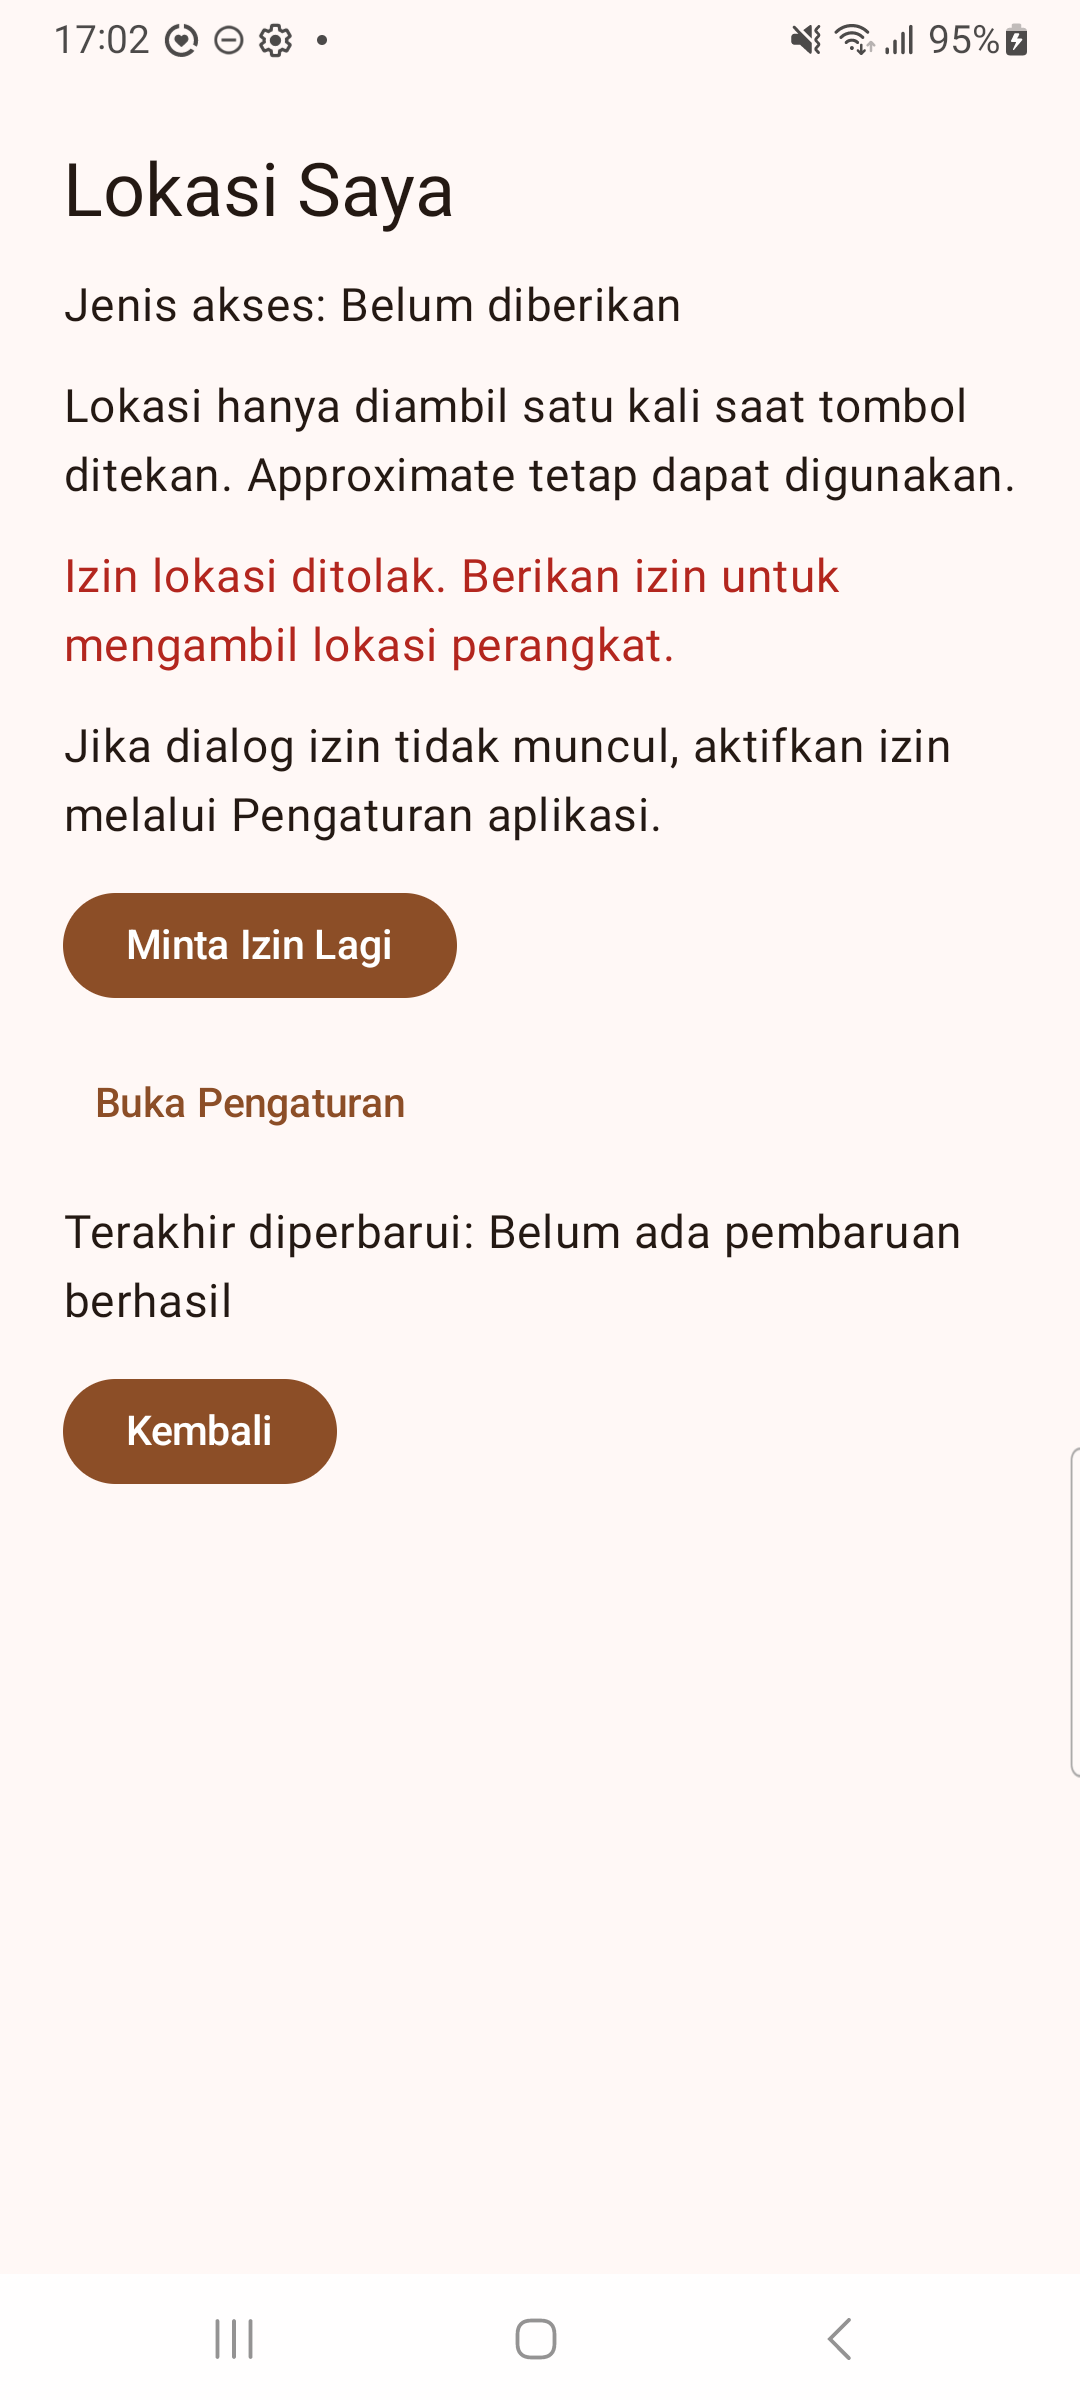 17:02
95%
Lokasi Saya
Jenis akses: Belum diberikan
Lokasi hanya diambil satu kali saat tombol
ditekan. Approximate tetap dapat digunakan.
Izin lokasi ditolak. Berikan izin untuk
mengambil lokasi perangkat.
Jika dialog izin tidak muncul, aktifkan izin
melalui Pengaturan aplikasi.
Minta Izin Lagi
Buka Pengaturan
Terakhir diperbarui: Belum ada pembaruan
berhasil
Kembali